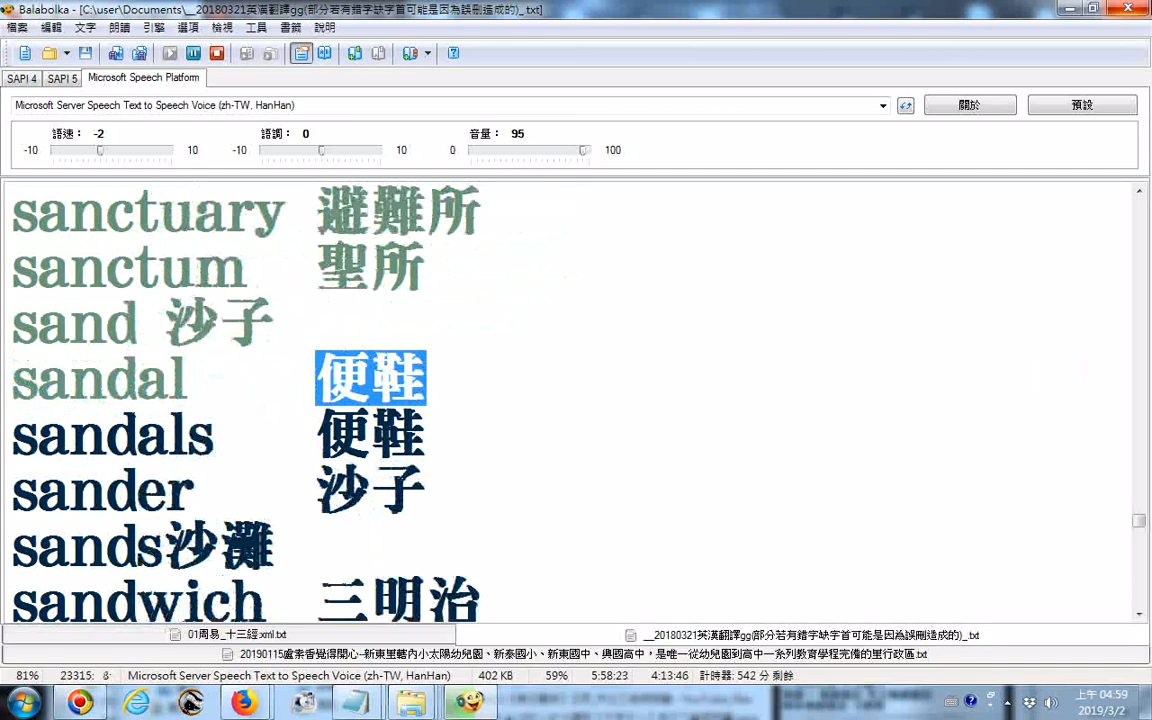 Balabolka - [C:\user\Documents\__20180321英漢翻譯gg(部分若有錯字缺字首可能是因為誤刪造成的)_.txt]
檔案 編輯 文字 朗讀 引擎 選項 檢視 工具 書籤 說明
SAPI 4 SAPI 5 Microsoft Speech Platform
Microsoft Server Speech Text to Speech Voice (zh-TW, HanHan) 關於 預設
語速： -2 語調： 0 音量： 95
-10 10 -10 10 0 100
sanctuary 避難所
sanctum 聖所
sand 沙子
sandal 便鞋
sandals 便鞋
sander 沙子
sands沙灘
sandwich 三明治
01周易_十三經.xml.txt __20180321英漢翻譯gg(部分若有錯字缺字首可能是因為誤刪造成的)_.txt
20190115盧素香覺得開心-新東里轄內小太陽幼兒園、新泰國小、新東國中、興國高中，是唯一從幼兒園到高中一系列教育學程完備的里行政區.txt
81% 23315: 8 Microsoft Server Speech Text to Speech Voice (zh-TW, HanHan) 402 KB 59% 5:58:23 4:13:46 計時器: 542 分 剩餘
上午 04:59
2019/3/2